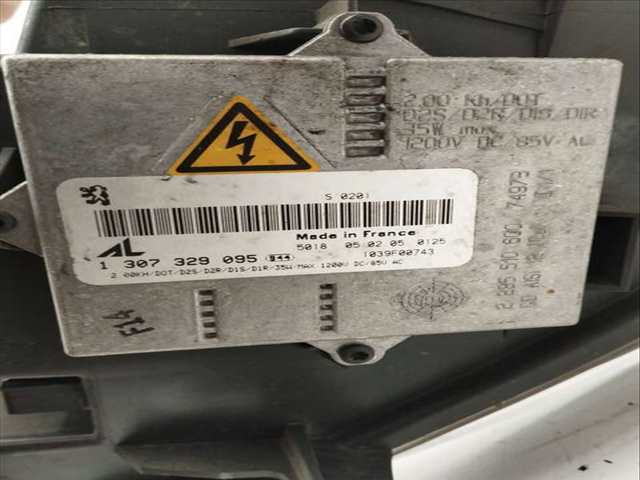 2.00 Kh/DOT
D2S/D2R/D1S/D1R
35W max.
1200V DC/85V AC
S 0201
Made in France
AL
5018 05.02.05 0125
1 307 329 095
1039F00743
2.00KH/DOT/D2S/D2R/D1S/D1R/35W MAX 1200V DC/85V AC
F14
74979